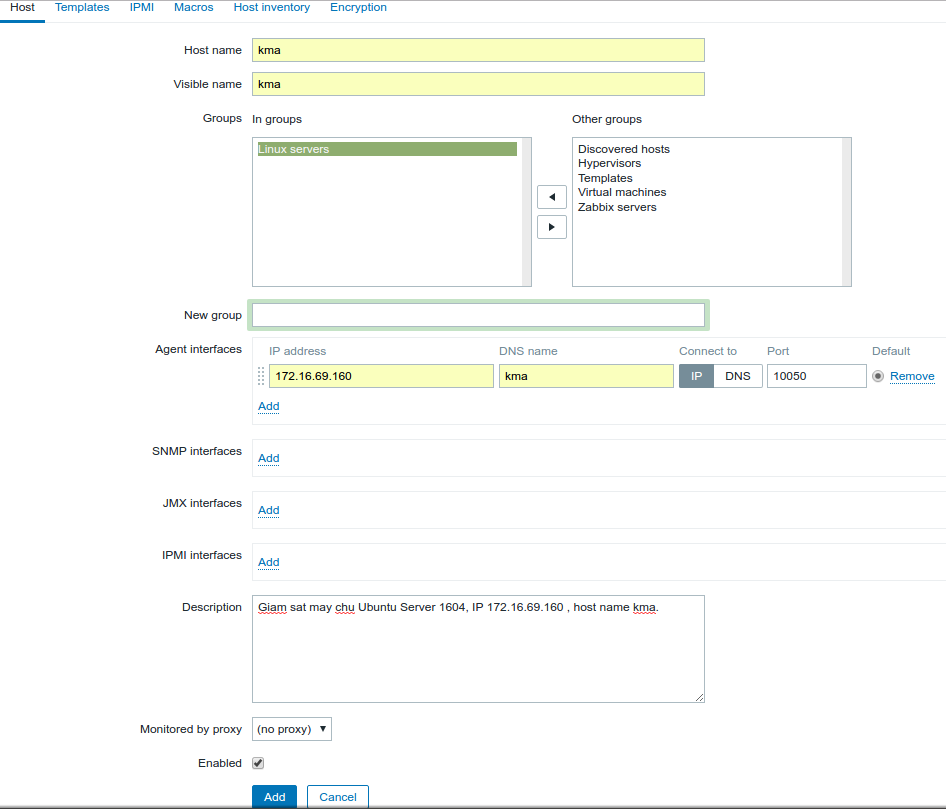 Host Templates IPMI Macros Host inventory Encryption
Host name kma
Visible name kma
Groups In groups Other groups
Linux servers
Discovered hosts
Hypervisors
Templates
Virtual machines
Zabbix servers
New group
Agent interfaces IP address DNS name Connect to Port Default
172.16.69.160 kma IP DNS 10050 Remove
Add
SNMP interfaces Add
JMX interfaces Add
IPMI interfaces Add
Description Giam sat may chu Ubuntu Server 1604, IP 172.16.69.160 , host name kma.
Monitored by proxy (no proxy)
Enabled
Add Cancel